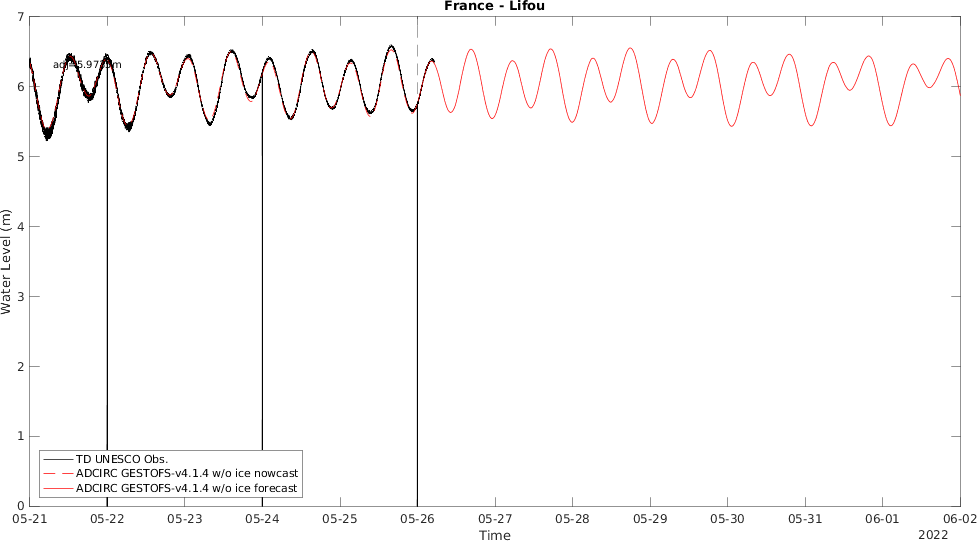 France - Lifou
7
adj=5.9735m
6
5
4
3
2
1
0
Water Level (m)
TD UNESCO Obs.
ADCIRC GESTOFS-v4.1.4 w/o ice nowcast
ADCIRC GESTOFS-v4.1.4 w/o ice forecast
05-21 05-22 05-23 05-24 05-25 05-26 05-27 05-28 05-29 05-30 05-31 06-01 06-02
Time
2022